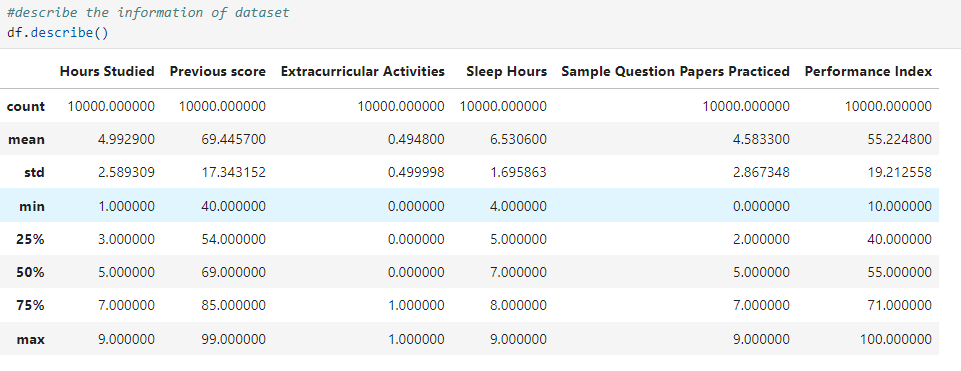 #describe the information of dataset
df.describe()
Hours Studied Previous score Extracurricular Activities Sleep Hours Sample Question Papers Practiced Performance Index
count 10000.000000 10000.000000 10000.000000 10000.000000 10000.000000 10000.000000
mean 4.992900 69.445700 0.494800 6.530600 4.583300 55.224800
std 2.589309 17.343152 0.499998 1.695863 2.867348 19.212558
min 1.000000 40.000000 0.000000 4.000000 0.000000 10.000000
25% 3.000000 54.000000 0.000000 5.000000 2.000000 40.000000
50% 5.000000 69.000000 0.000000 7.000000 5.000000 55.000000
75% 7.000000 85.000000 1.000000 8.000000 7.000000 71.000000
max 9.000000 99.000000 1.000000 9.000000 9.000000 100.000000